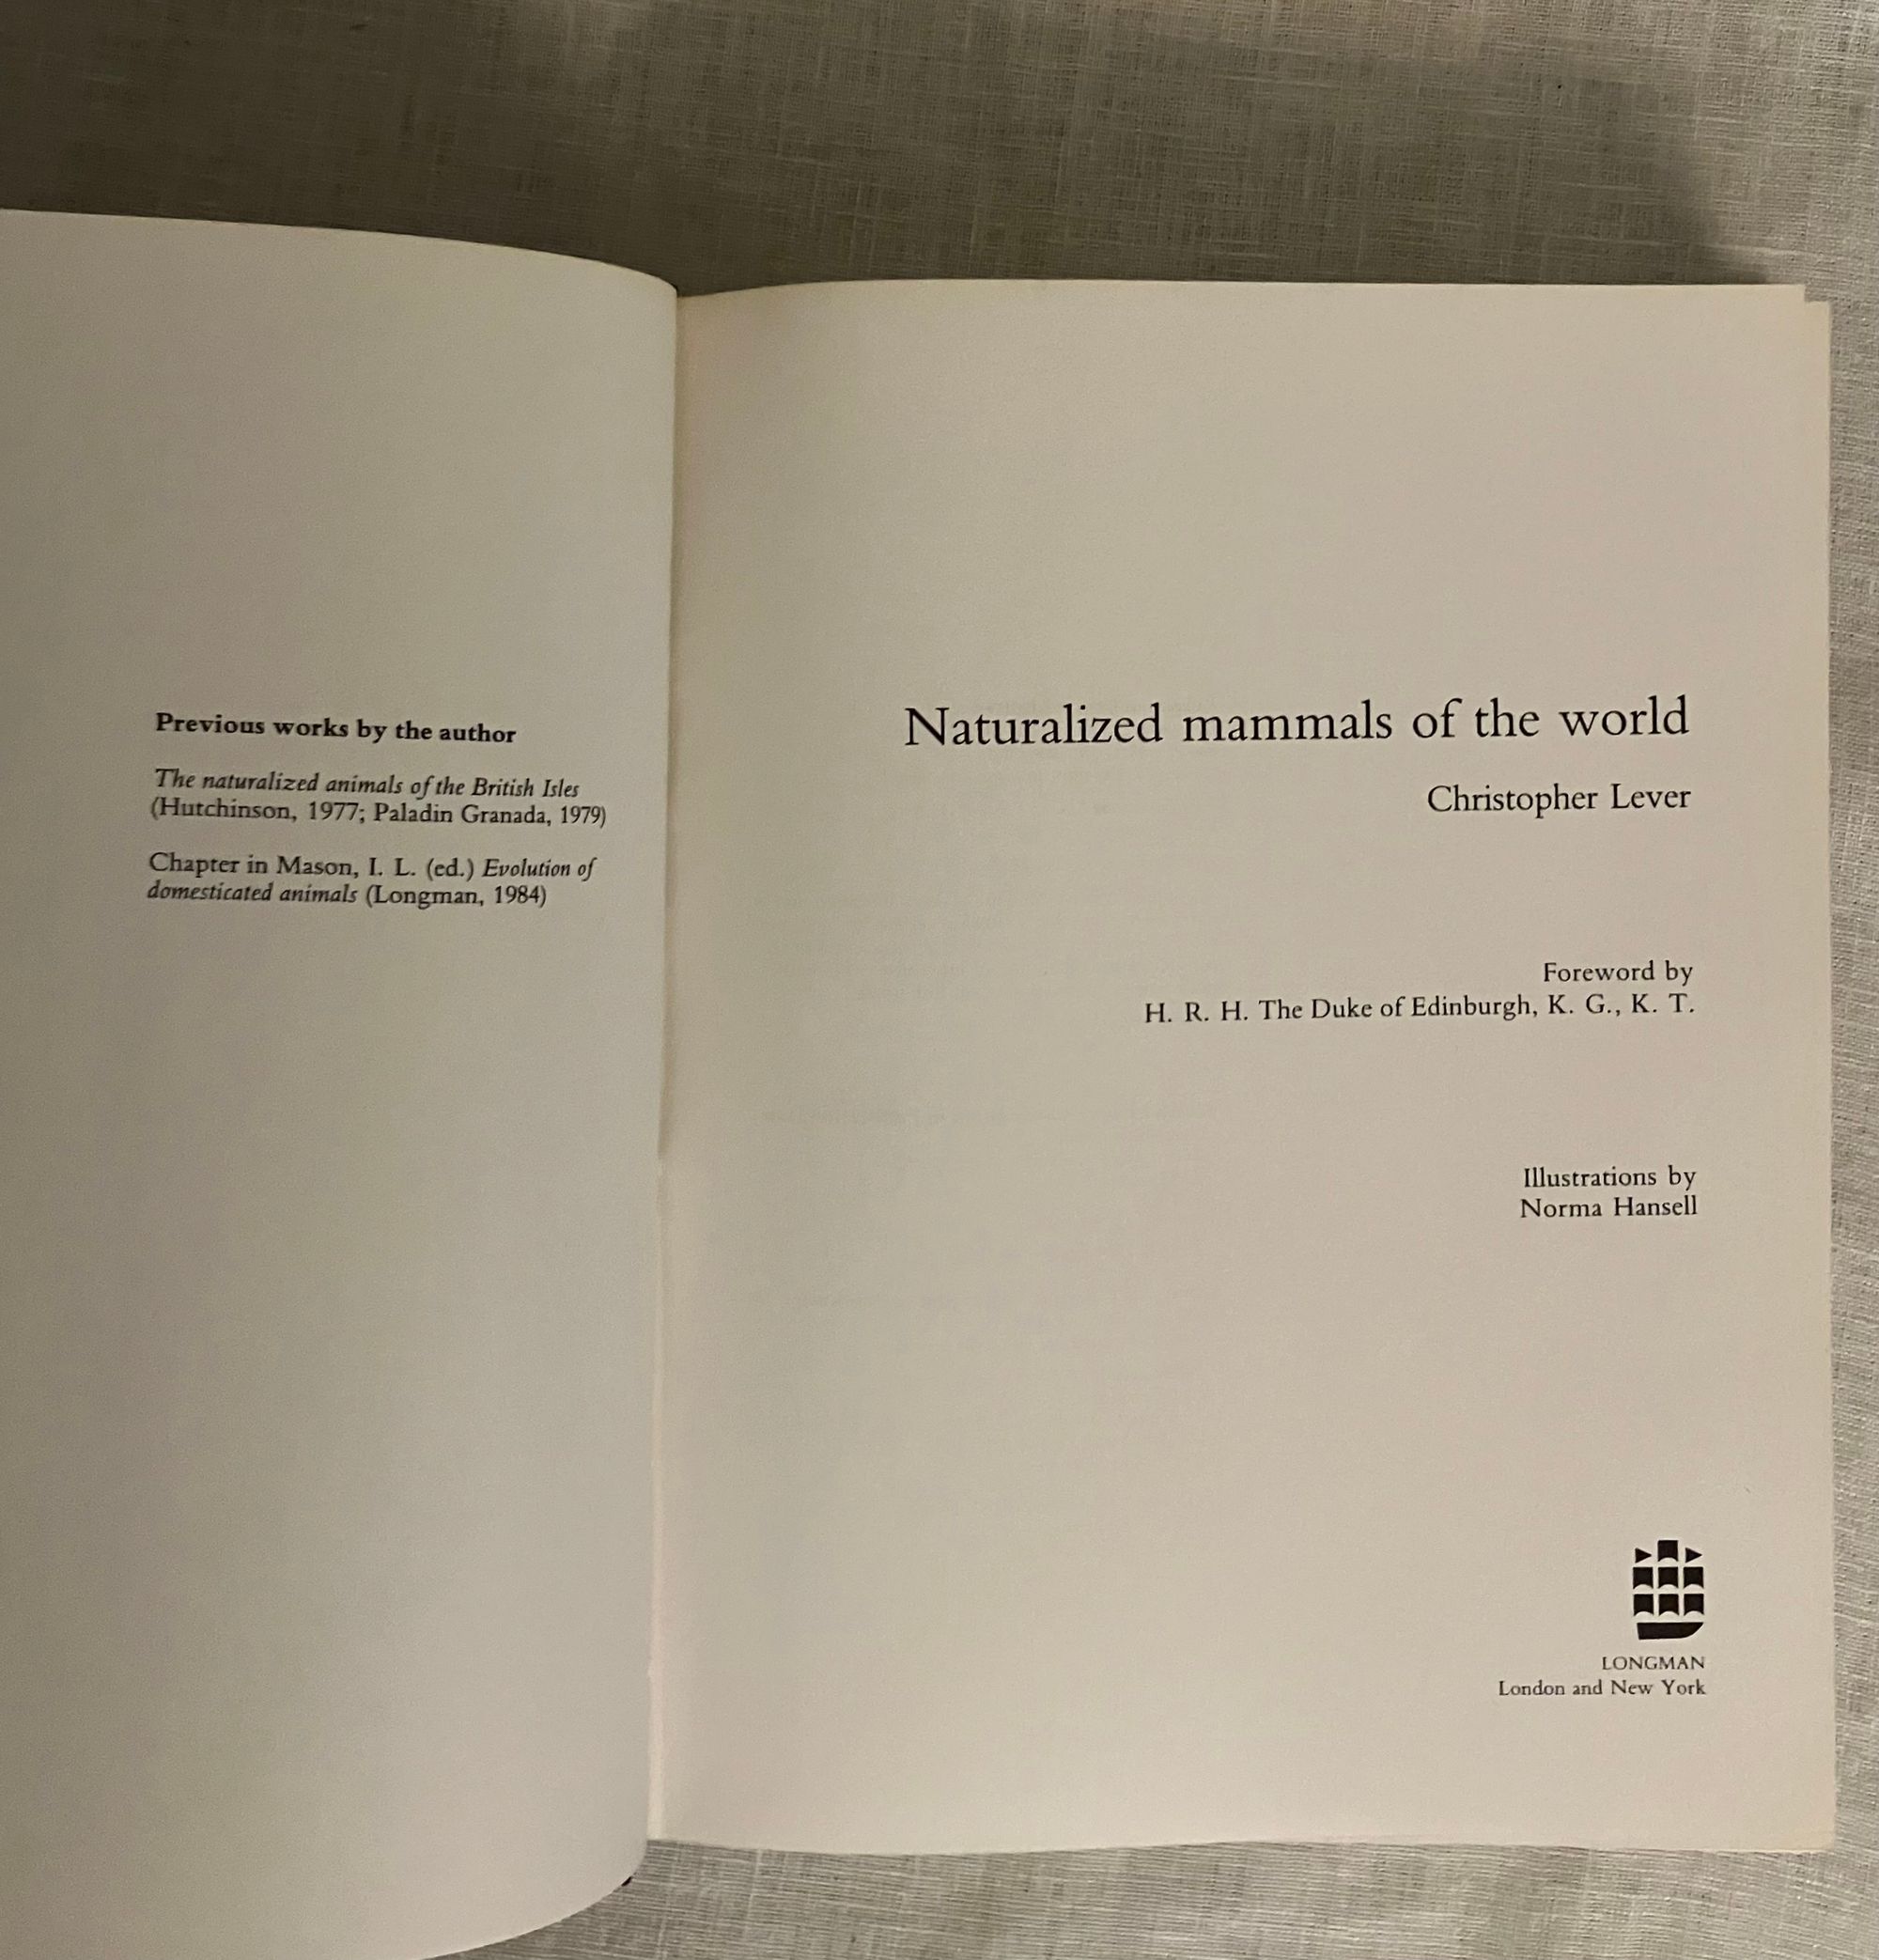 Previous works by the author
The naturalized animals of the British Isles
(Hutchinson, 1977; Paladin Granada, 1979)
Chapter in Mason, I. L. (ed.) Evolution of
domesticated animals (Longman, 1984)
Naturalized mammals of the world
Christopher Lever
Foreword by
H. R. H. The Duke of Edinburgh, K. G., K. T.
Illustrations by
Norma Hansell
LONGMAN
London and New York